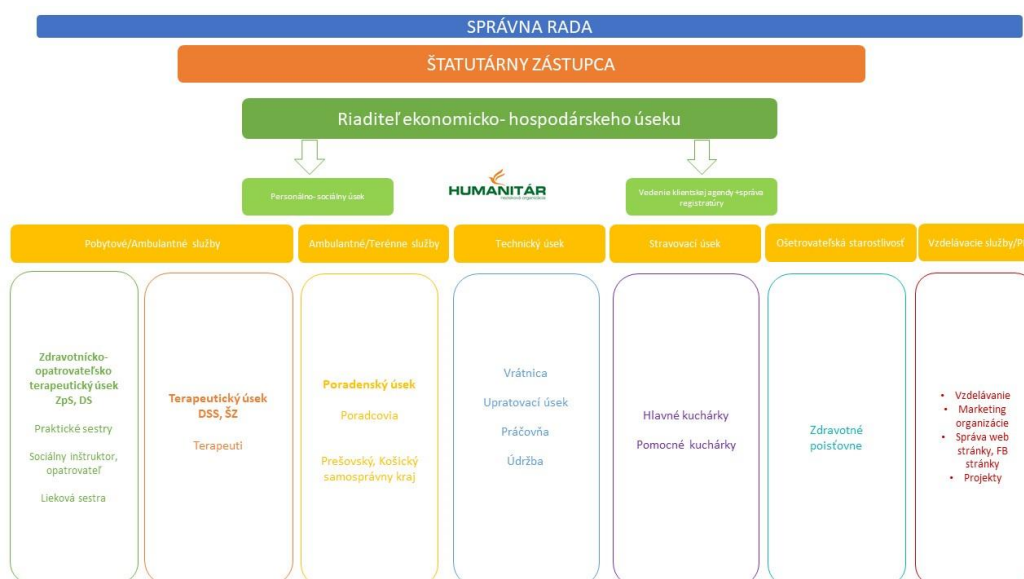 SPRÁVNA RADA
ŠTATUTÁRNY ZÁSTUPCA
Riaditeľ ekonomicko- hospodárskeho úseku
Personálno- sociálny úsek
HUMANITÁR
nezisková organizácia
Vedenie klientskej agendy +správa
registratúry
Pobytové/Ambulantné služby
Ambulantné/Terénne služby
Technický úsek
Stravovací úsek
Ošetrovateľská starostlivosť
Vzdelávacie služby/
Zdravotnícko-
opatrovateľsko
terapeutický úsek
ZpS, DS
Praktické sestry
Sociálny inštruktor,
opatrovateľ
Lieková sestra
Terapeutický úsek
DSS, ŠZ
Terapeuti
Poradenský úsek
Poradcovia
Prešovský, Košický
samosprávny kraj
Vrátnica
Upratovací úsek
Práčovňa
Údržba
Hlavné kuchárky
Pomocné kuchárky
Zdravotné
poisťovne
• Vzdelávanie
• Marketing
organizácie
• Správa web
stránky, FB
stránky
• Projekty